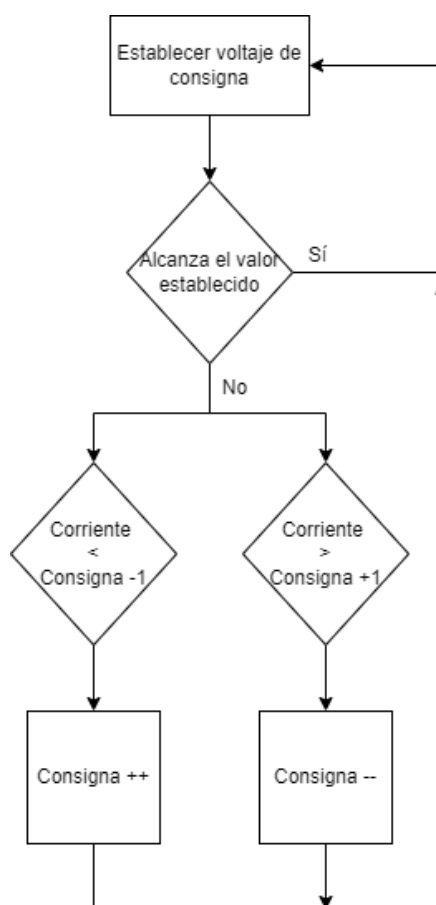 Establecer voltaje de
consigna
Alcanza el valor
establecido
Sí
No
Corriente
<
Consigna -1
Corriente
>
Consigna +1
Consigna ++
Consigna --